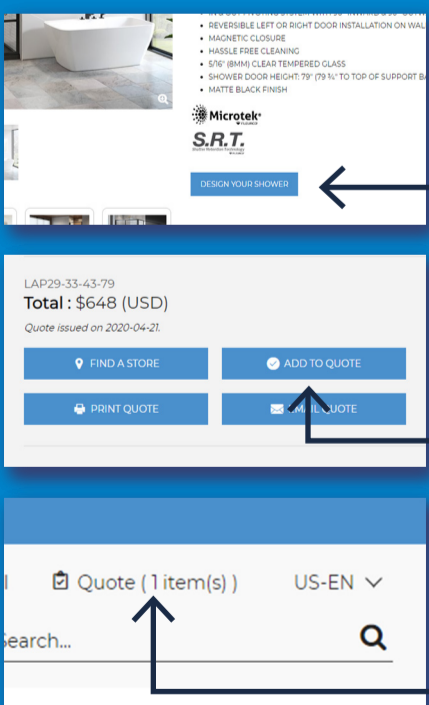 REVERSIBLE LEFT OR RIGHT DOOR INSTALLATION ON WAL
• MAGNETIC CLOSURE
• HASSLE FREE CLEANING
• 5/16" (8MM) CLEAR TEMPERED GLASS
• SHOWER DOOR HEIGHT: 79" (79 ¾" TO TOP OF SUPPORT BA
• MATTE BLACK FINISH
Microtek
S.R.T.
DESIGN YOUR SHOWER
LAP29-33-43-79
Total : $648 (USD)
Quote issued on 2020-04-21.
FIND A STORE
ADD TO QUOTE
PRINT QUOTE
EMAIL QUOTE
Quote ( 1 item(s) )
US-EN
Search...